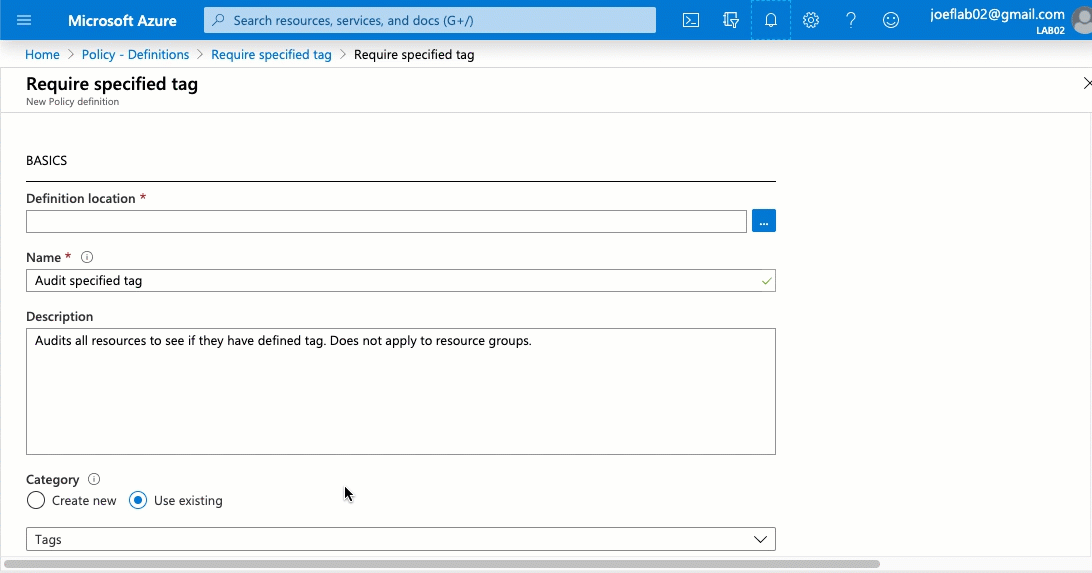 Microsoft Azure
Search resources, services, and docs (G+/)
joeflab02@gmail.com
LAB02
Home > Policy - Definitions > Require specified tag > Require specified tag
Require specified tag
New Policy definition
BASICS
Definition location *
...
Name *
Audit specified tag
Description
Audits all resources to see if they have defined tag. Does not apply to resource groups.
Category
Create new Use existing
Tags